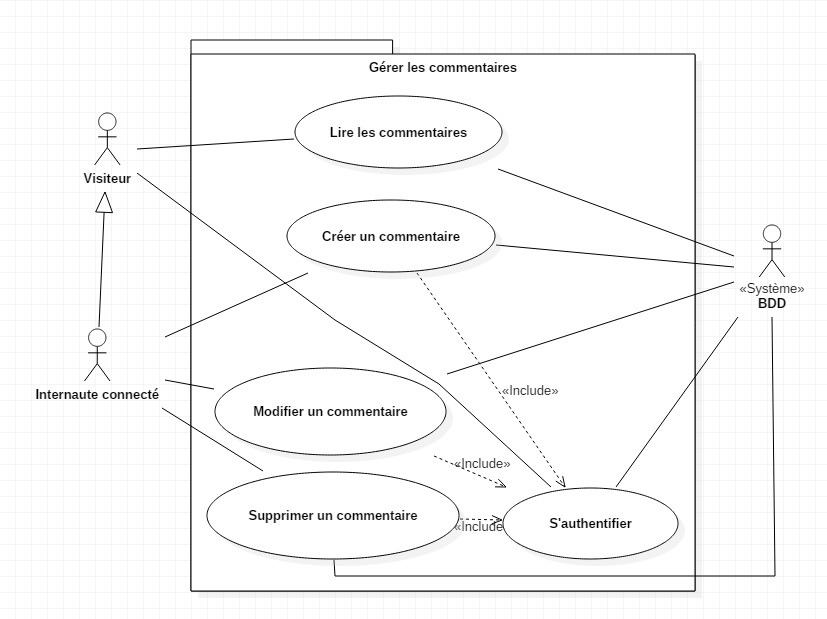 Gérer les commentaires
Lire les commentaires
Visiteur
Créer un commentaire
«Système»
BDD
Internaute connecté
«Include»
Modifier un commentaire
«Include»
Supprimer un commentaire
«Include
S'authentifier